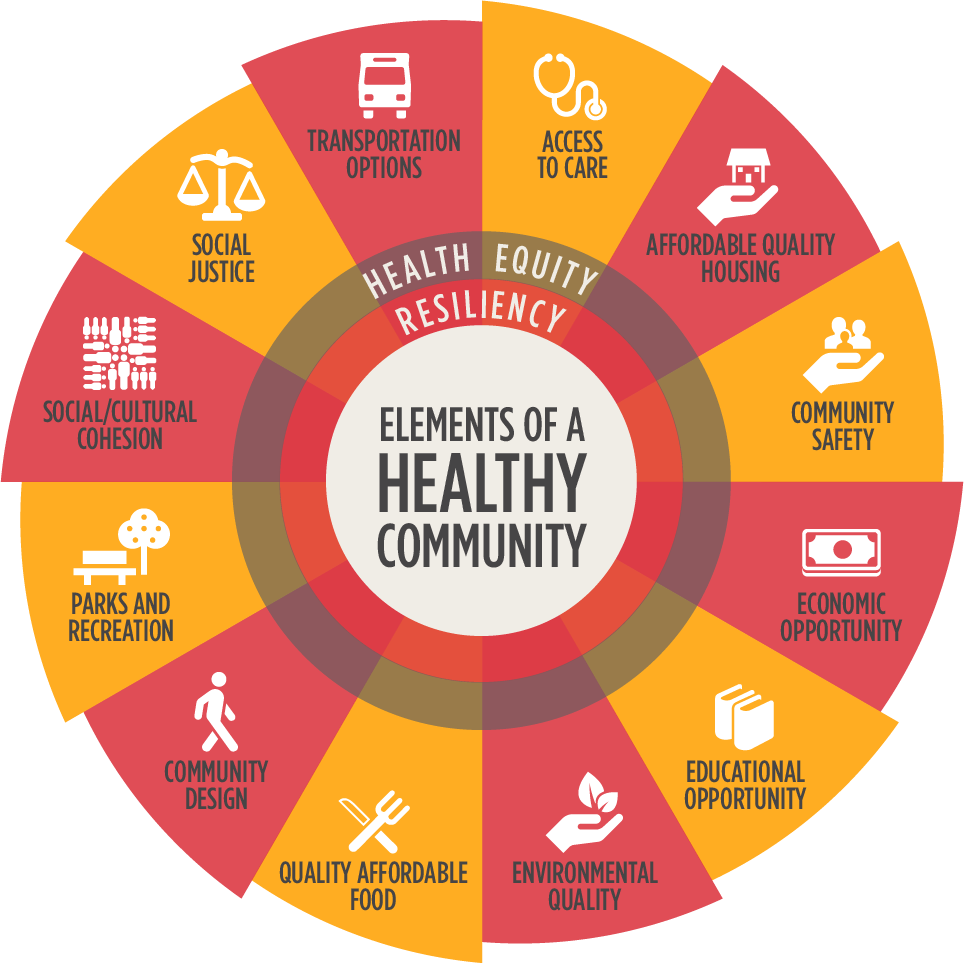 ELEMENTS OF A
HEALTHY
COMMUNITY
HEALTH EQUITY
RESILIENCY
ACCESS
TO CARE
AFFORDABLE QUALITY
HOUSING
COMMUNITY
SAFETY
ECONOMIC
OPPORTUNITY
EDUCATIONAL
OPPORTUNITY
ENVIRONMENTAL
QUALITY
QUALITY AFFORDABLE
FOOD
COMMUNITY
DESIGN
PARKS AND
RECREATION
SOCIAL/CULTURAL
COHESION
SOCIAL
JUSTICE
TRANSPORTATION
OPTIONS